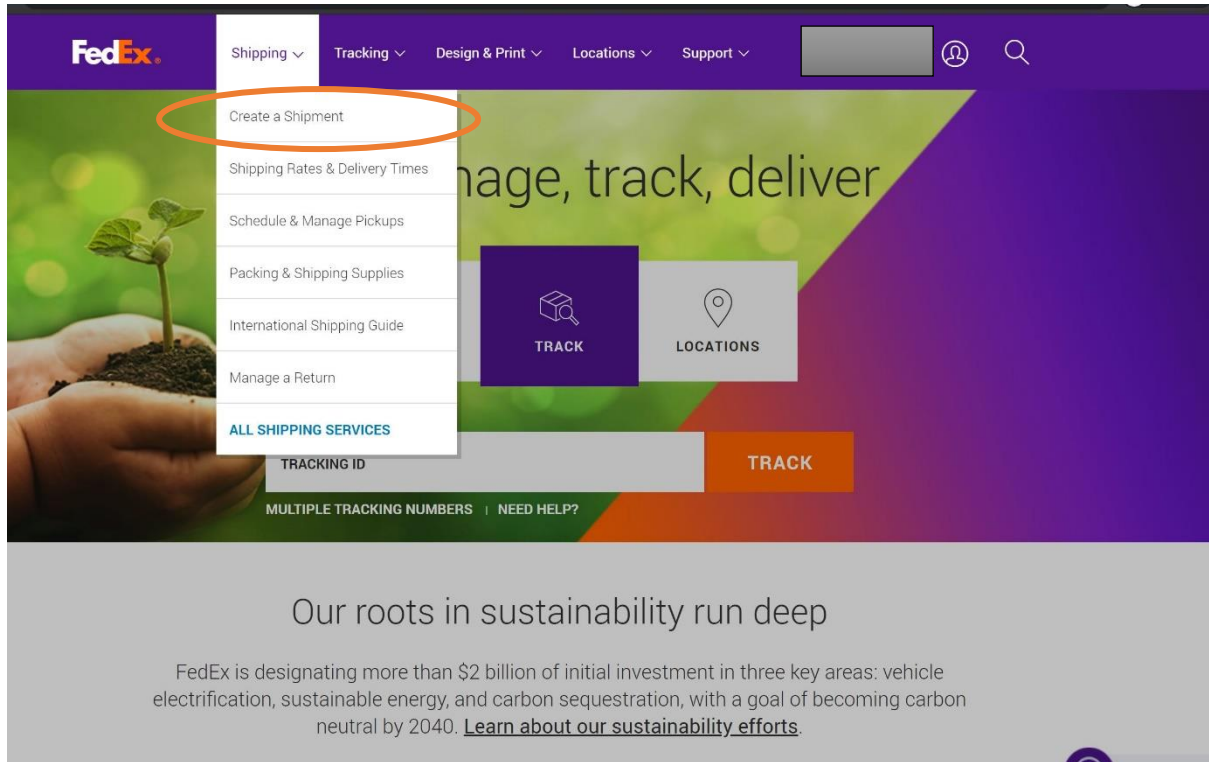 FedEx®
Shipping
Tracking
Design & Print
Locations
Support
Create a Shipment
Shipping Rates & Delivery Times
Schedule & Manage Pickups
Packing & Shipping Supplies
International Shipping Guide
Manage a Return
ALL SHIPPING SERVICES
nage, track, deliver
TRACK
LOCATIONS
TRACKING ID
TRACK
MULTIPLE TRACKING NUMBERS | NEED HELP?
Our roots in sustainability run deep
FedEx is designating more than $2 billion of initial investment in three key areas: vehicle
electrification, sustainable energy, and carbon sequestration, with a goal of becoming carbon
neutral by 2040. Learn about our sustainability efforts.